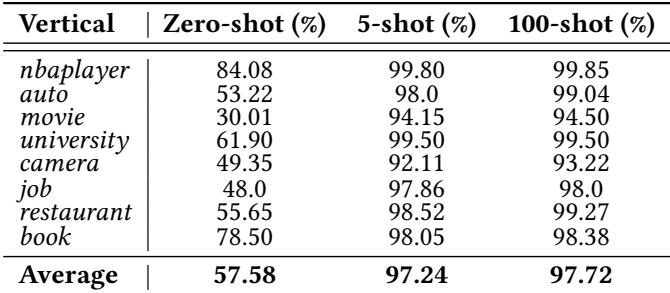 Vertical Zero-shot (%) 5-shot (%) 100-shot (%)
nbaplayer 84.08 99.80 99.85
auto 53.22 98.0 99.04
movie 30.01 94.15 94.50
university 61.90 99.50 99.50
camera 49.35 92.11 93.22
job 48.0 97.86 98.0
restaurant 55.65 98.52 99.27
book 78.50 98.05 98.38
Average 57.58 97.24 97.72